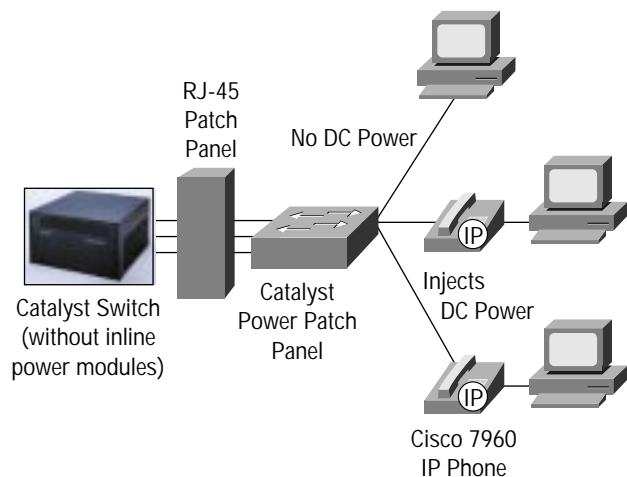 RJ-45
Patch
Panel
No DC Power
IP
Catalyst Switch
(without inline
power modules)
Catalyst
Power Patch
Panel
Injects
DC Power
IP
Cisco 7960
IP Phone